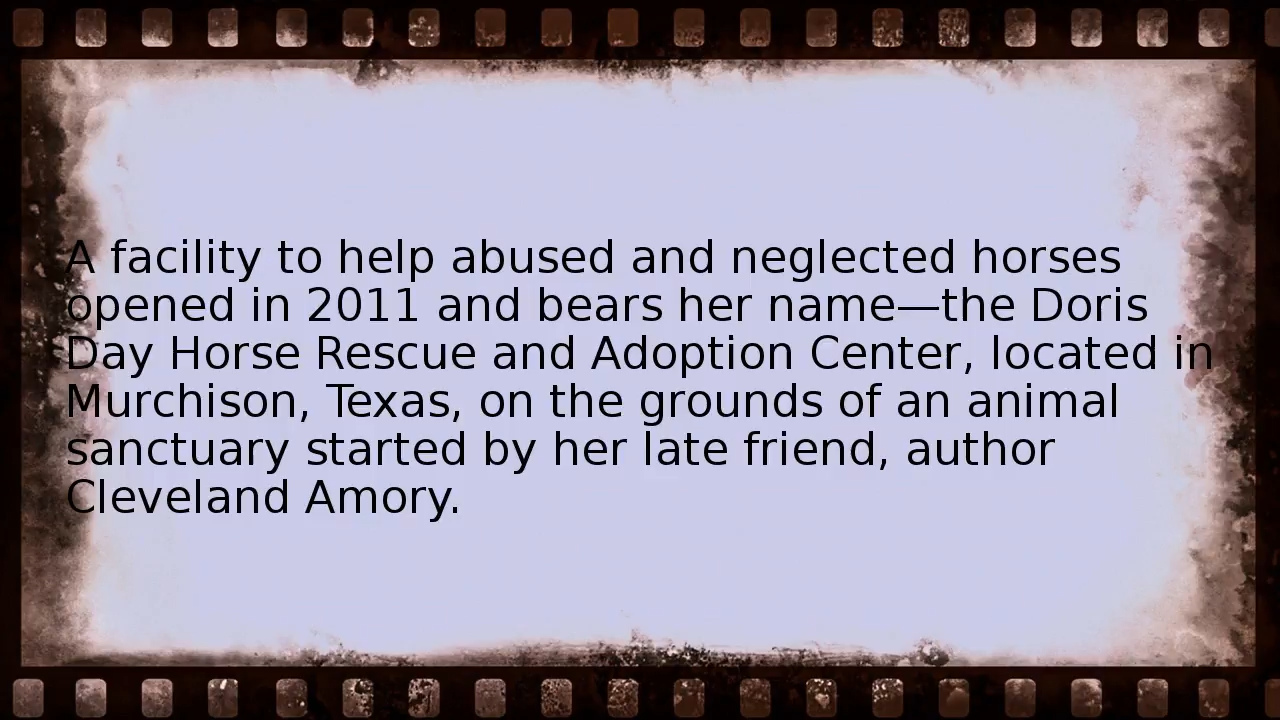 A facility to help abused and neglected horses
opened in 2011 and bears her name—the Doris
Day Horse Rescue and Adoption Center, located in
Murchison, Texas, on the grounds of an animal
sanctuary started by her late friend, author
Cleveland Amory.